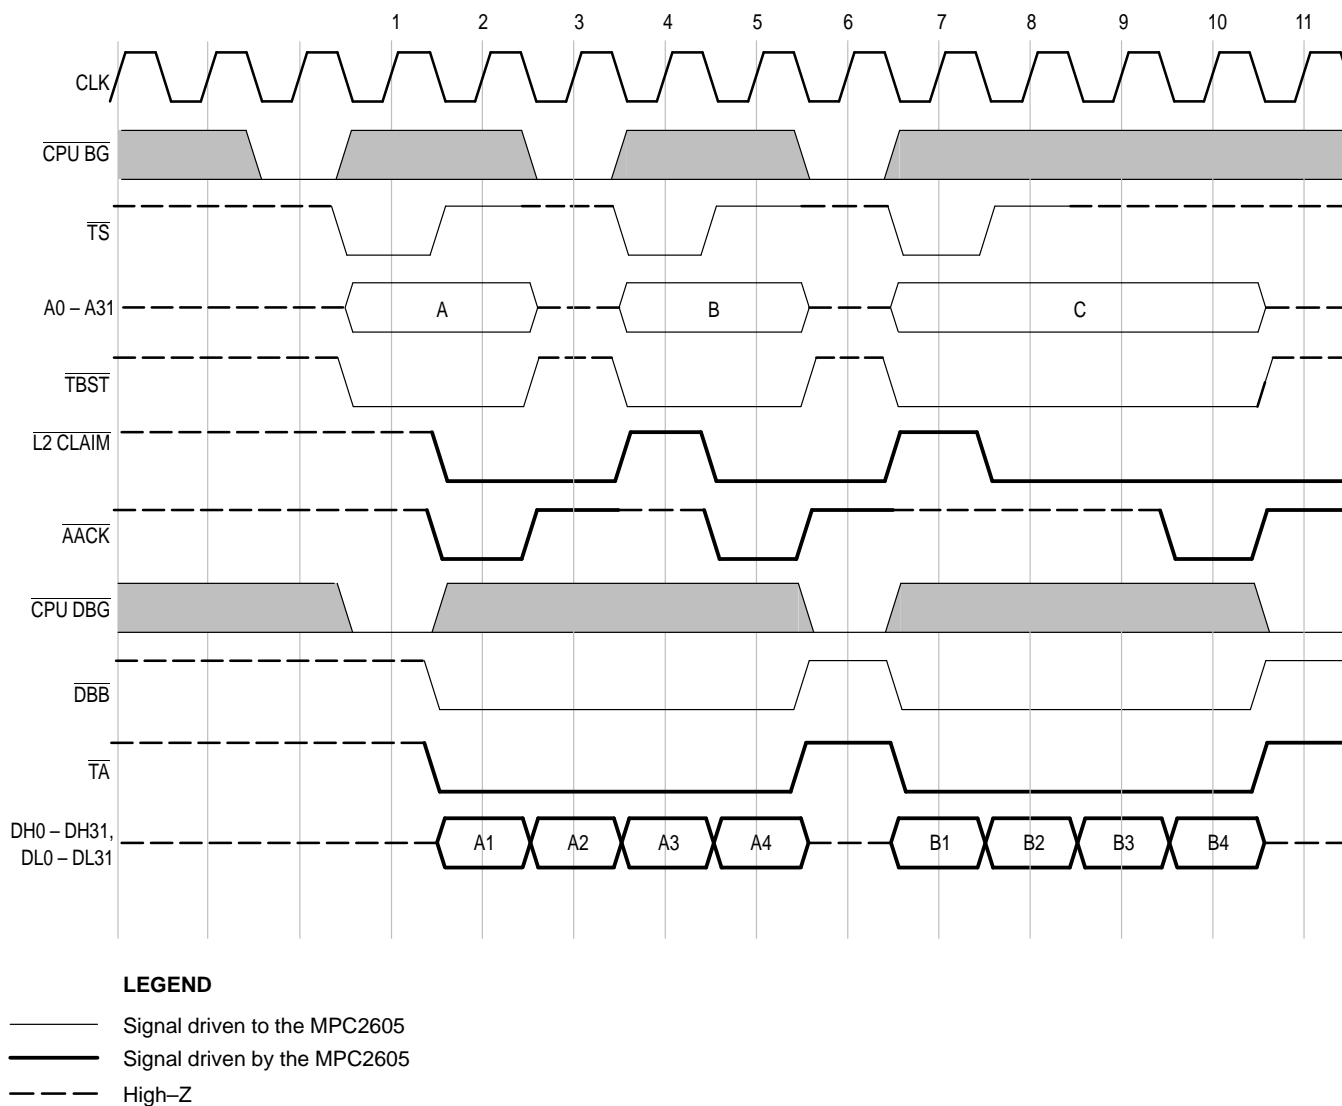 1 2 3 4 5 6 7 8 9 10 11
CLK
CPU BG
TS
A0 – A31 A B C
TBST
L2 CLAIM
AACK
CPU DBG
DBB
TA
DH0 – DH31,
DL0 – DL31
A1 A2 A3 A4 B1 B2 B3 B4
LEGEND
Signal driven to the MPC2605
Signal driven by the MPC2605
High–Z